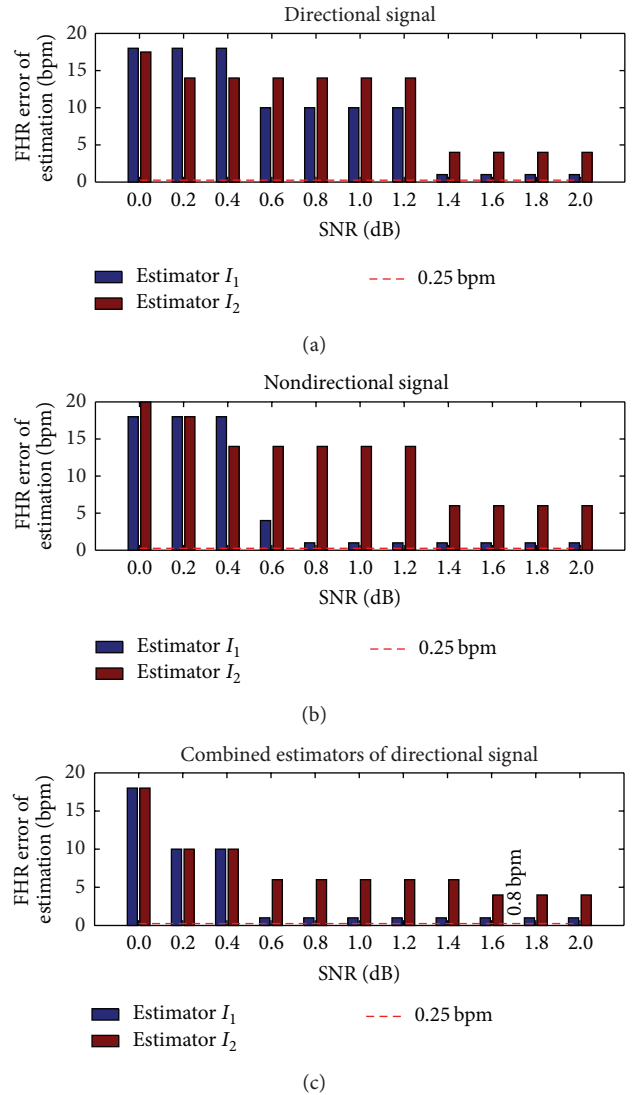 Directional signal
20
15
10
5
0
FHR error of
estimation (bpm)
0.0 0.2 0.4 0.6 0.8 1.0 1.2 1.4 1.6 1.8 2.0
SNR (dB)
Estimator I₁
Estimator I₂
0.25 bpm
(a)
Nondirectional signal
20
15
10
5
0
FHR error of
estimation (bpm)
0.0 0.2 0.4 0.6 0.8 1.0 1.2 1.4 1.6 1.8 2.0
SNR (dB)
Estimator I₁
Estimator I₂
0.25 bpm
(b)
Combined estimators of directional signal
20
15
10
5
0
FHR error of
estimation (bpm)
0.8 bpm
0.0 0.2 0.4 0.6 0.8 1.0 1.2 1.4 1.6 1.8 2.0
SNR (dB)
Estimator I₁
Estimator I₂
0.25 bpm
(c)